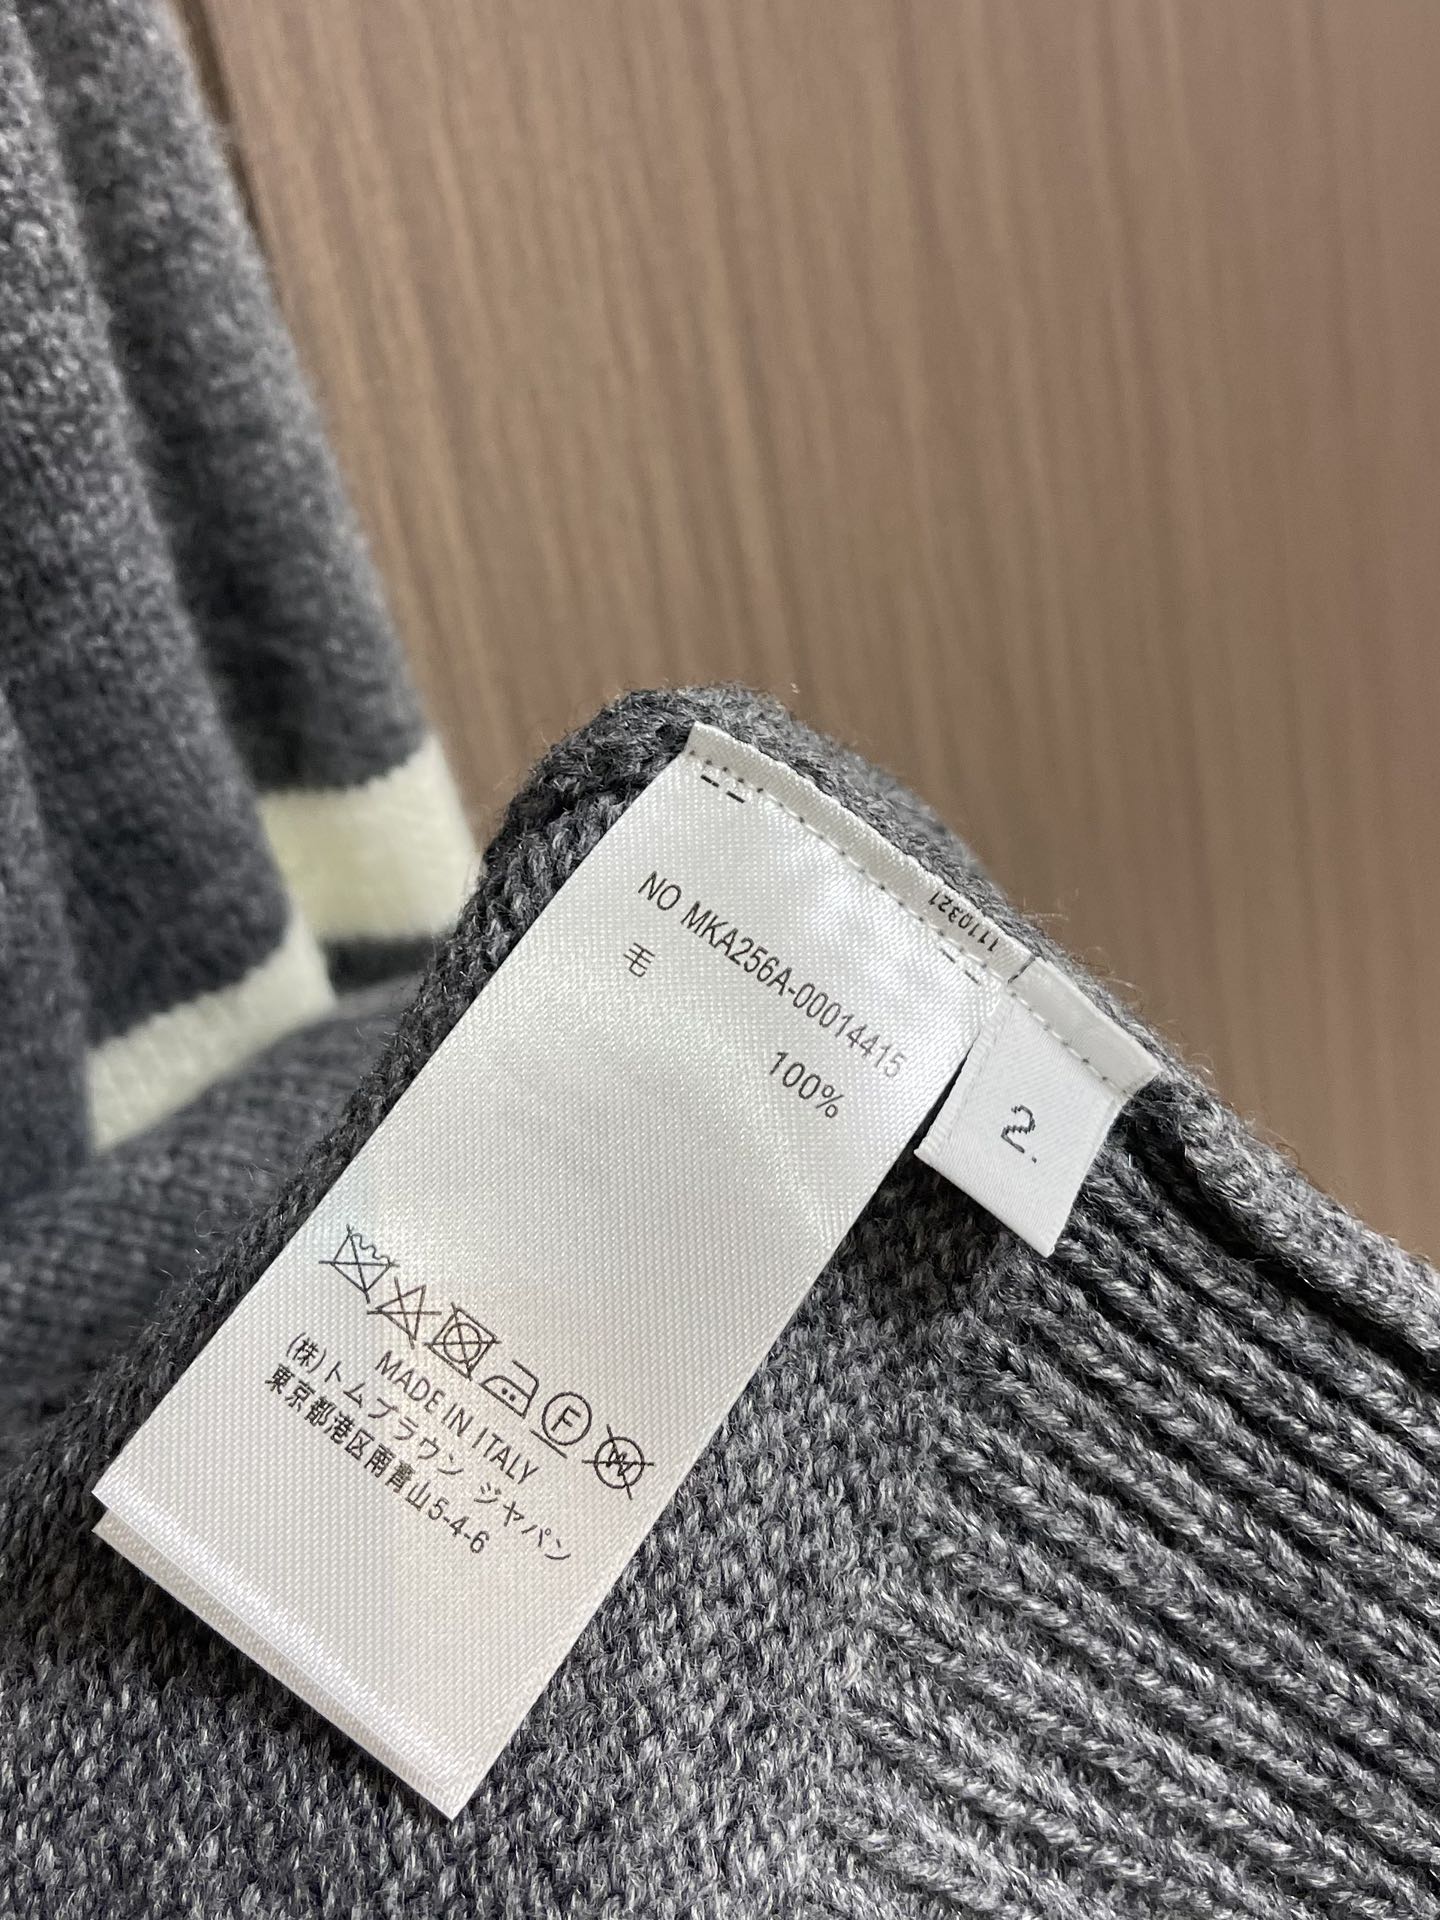 1110321
NO MKA256A-00014415
毛 100%
2.
F
W
MADE IN ITALY
(株)トムブラウン ジャパン
東京都港区南青山5-4-6